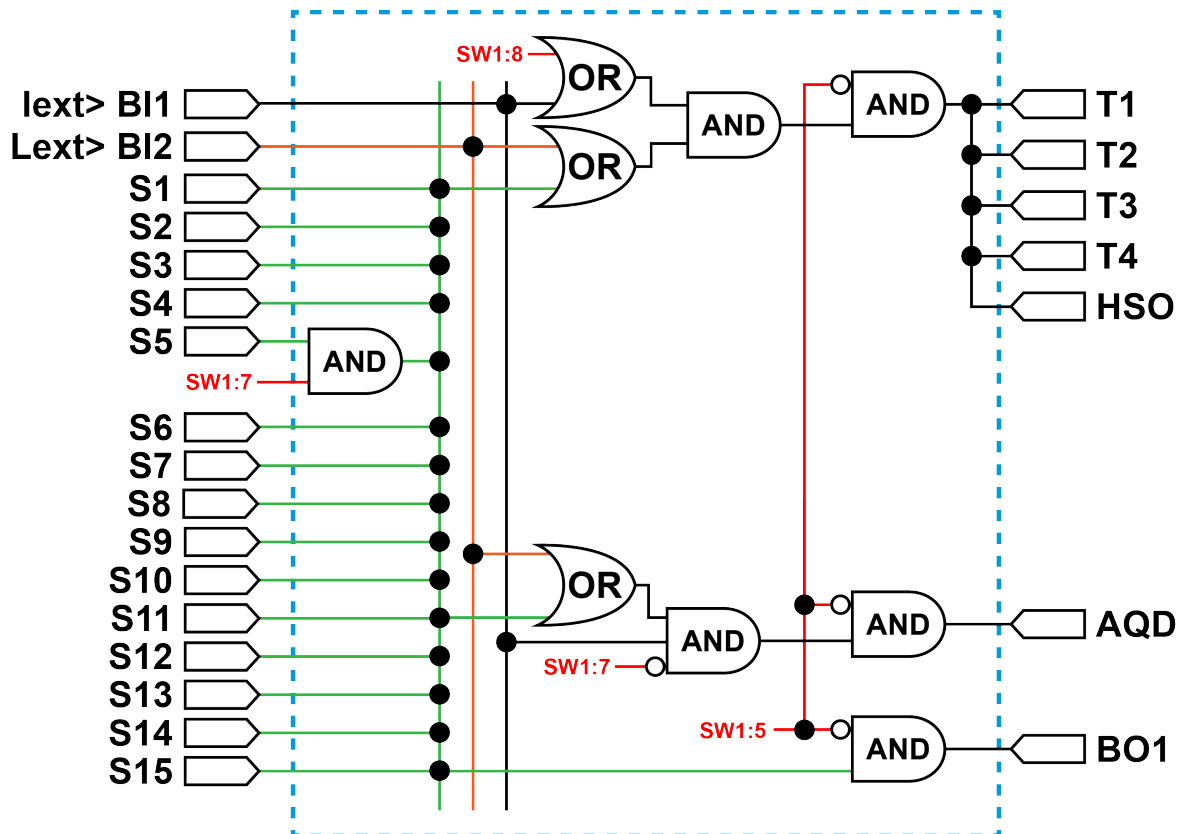 SW1:8
OR
Iext> BI1
AND
AND
T1
Lext> BI2
OR
T2
S1
S2
T3
S3
T4
S4
HSO
S5
AND
SW1:7
S6
S7
S8
S9
S10
OR
S11
AND
AQD
AND
S12
SW1:7
S13
S14
SW1:5
AND
BO1
S15